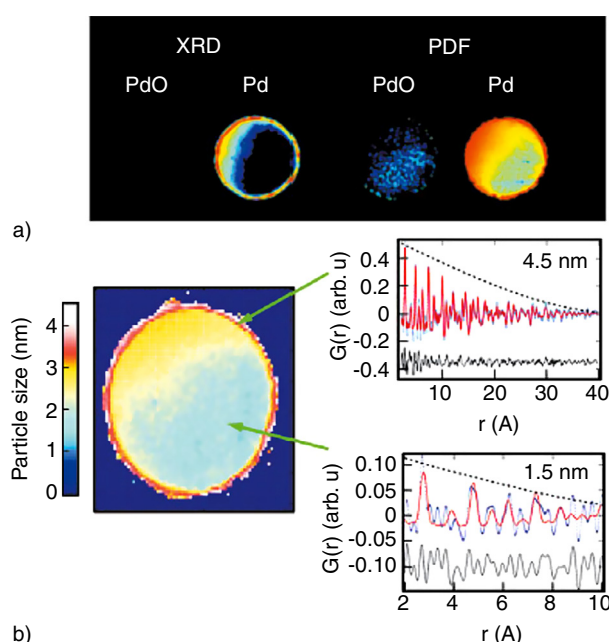 XRD PDF
PdO Pd PdO Pd
a)
4.5 nm
G(r) (arb. u)
0.4
0.2
0
-0.2
-0.4
10 20 30 40
r (A)
Particle size (nm)
4
3
2
1
0
1.5 nm
G(r) (arb. u)
0.10
0.05
0
-0.05
-0.10
2 4 6 8 10
r (A)
b)